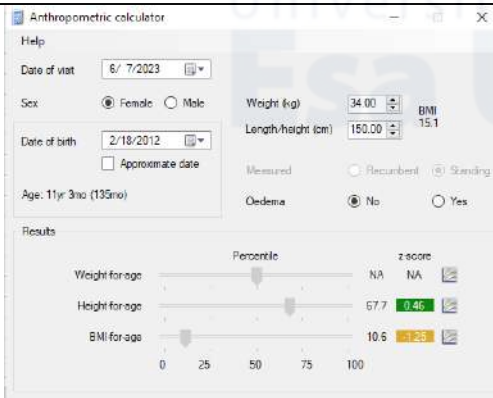 Anthropometric calculator
Help
Date of visit 6/ 7/2023
Sex Female Male
Weight (kg) 34.00 BMI
Length/height (cm) 150.00 15.1
Date of birth 2/18/2012
Approximate date
Measured Recumbent Standing
Age: 11yr 3mo (135mo)
Oedema No Yes
Results
Percentile z-score
Weight-for-age NA NA
Height-for-age 67.7 0.46
BMI-for-age 10.6 -1.25
0 25 50 75 100
Esa